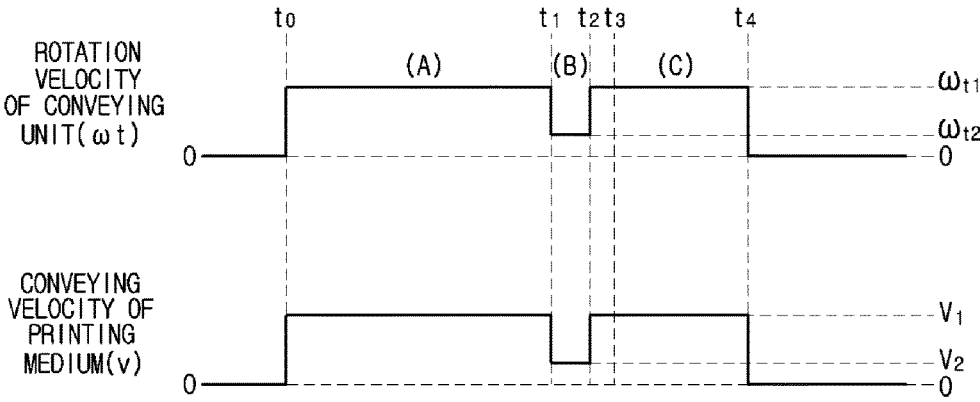 t0 t1 t2 t3 t4
ROTATION
VELOCITY
OF CONVEYING
UNIT(ωt)
(A) (B) (C)
ωt1
ωt2
0 0
CONVEYING
VELOCITY OF
PRINTING
MEDIUM(v)
V1
V2
0 0